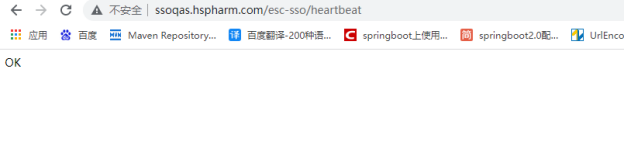 不安全 | ssoqas.hspharm.com/esc-sso/heartbeat
应用 百度 Maven Repository... 百度翻译-200种语... springboot上使用... springboot2.0配... UrlEnco
OK